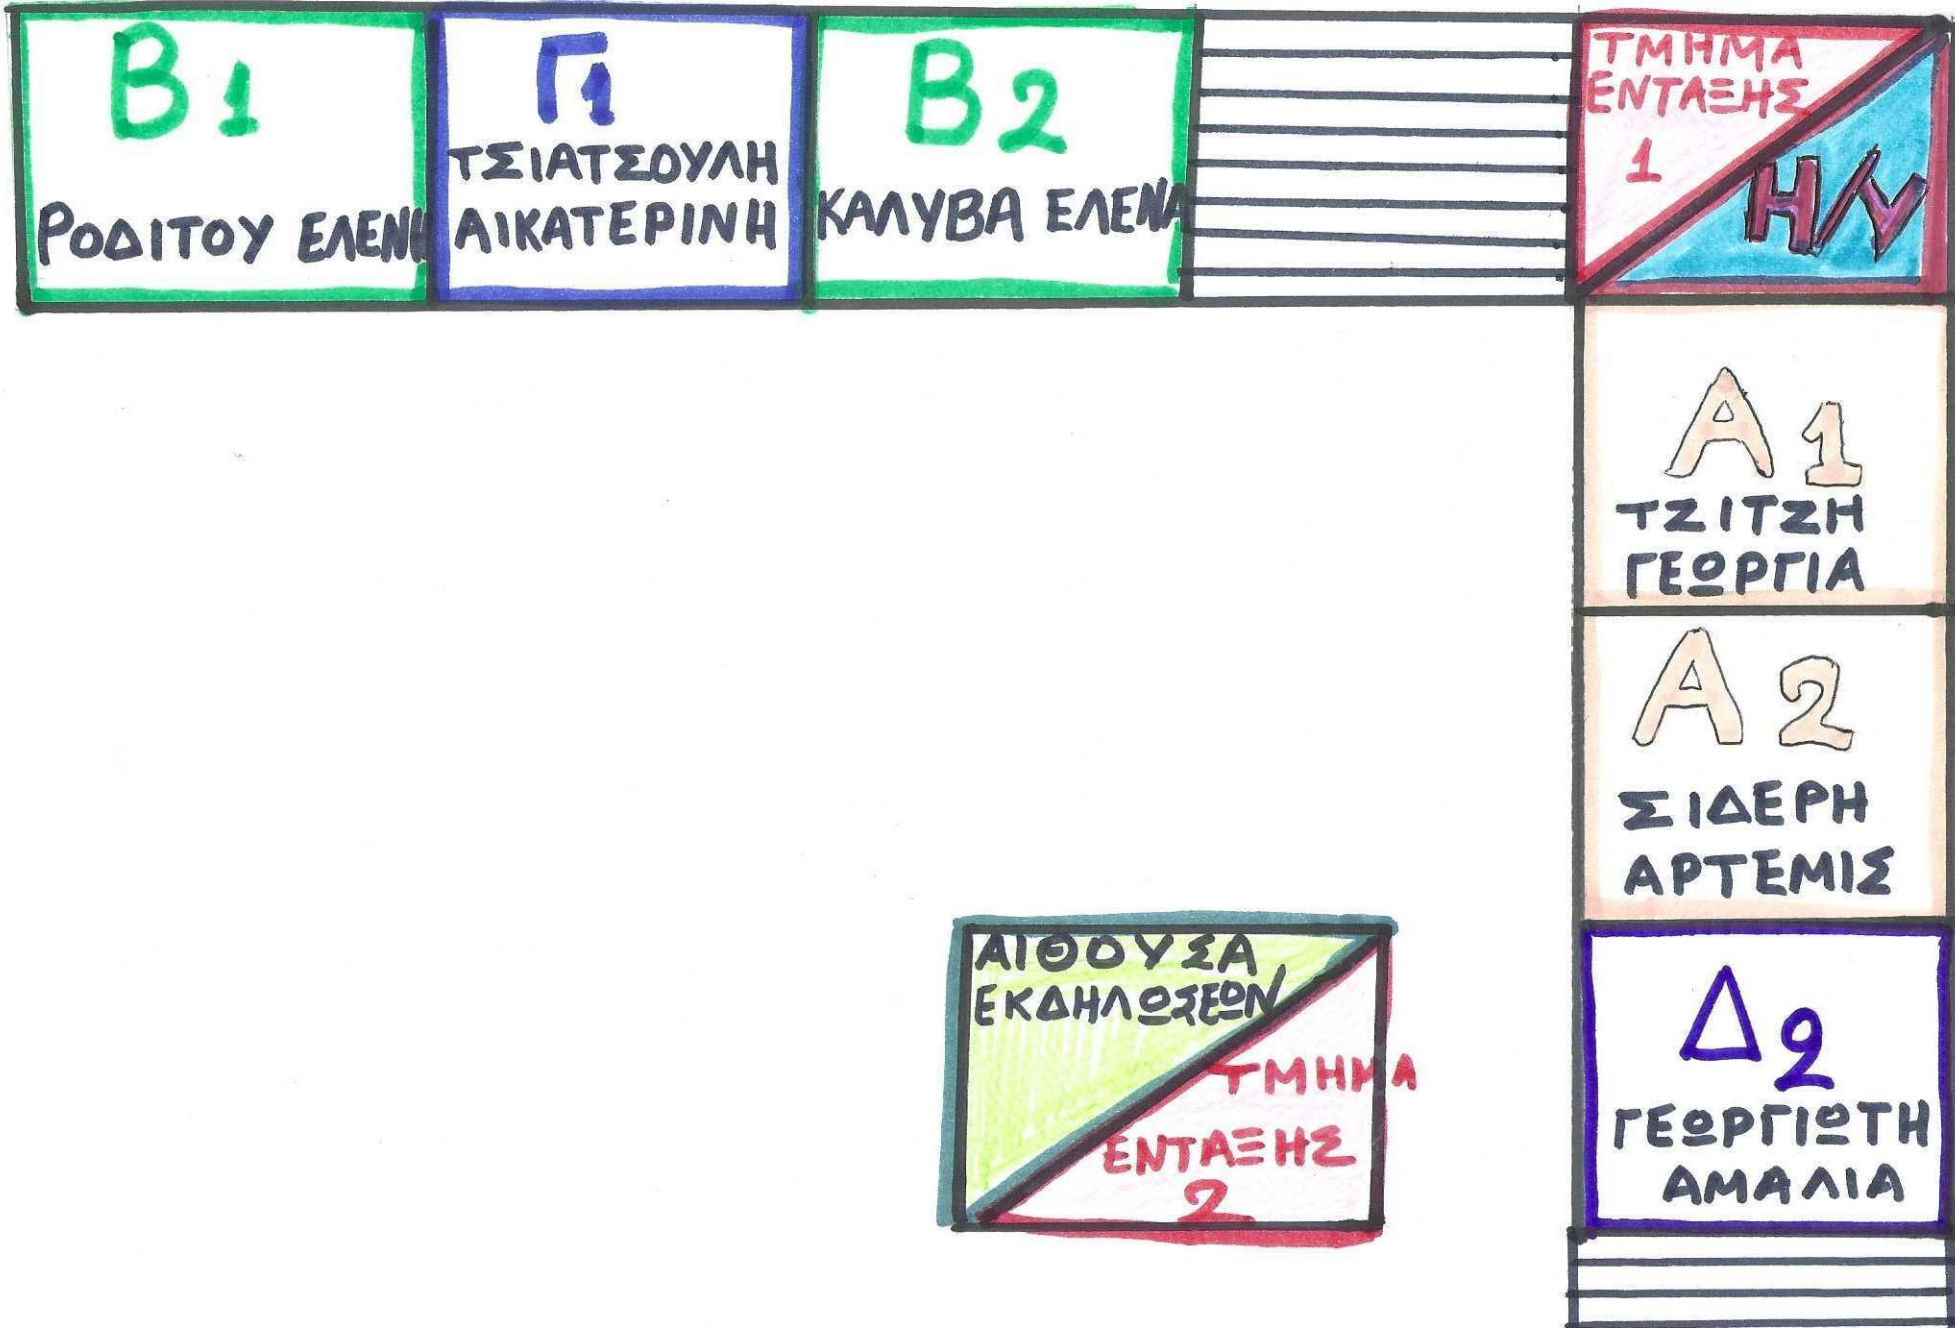 Β1
ΡΟΔΙΤΟΥ ΕΛΕΝΗ
Γ1
ΤΣΙΑΤΣΟΥΛΗ
ΑΙΚΑΤΕΡΙΝΗ
Β2
ΚΑΛΥΒΑ ΕΛΕΝΑ
ΤΜΗΜΑ
ΕΝΤΑΞΗΣ
1
Η/Υ
Α1
ΤΖΙΤΖΗ
ΓΕΩΡΓΙΑ
Α2
ΣΙΔΕΡΗ
ΑΡΤΕΜΙΣ
Δ2
ΓΕΩΡΓΙΩΤΗ
ΑΜΑΛΙΑ
ΑΙΘΟΥΣΑ
ΕΚΔΗΛΩΣΕΩΝ
ΤΜΗΜΑ
ΕΝΤΑΞΗΣ
2